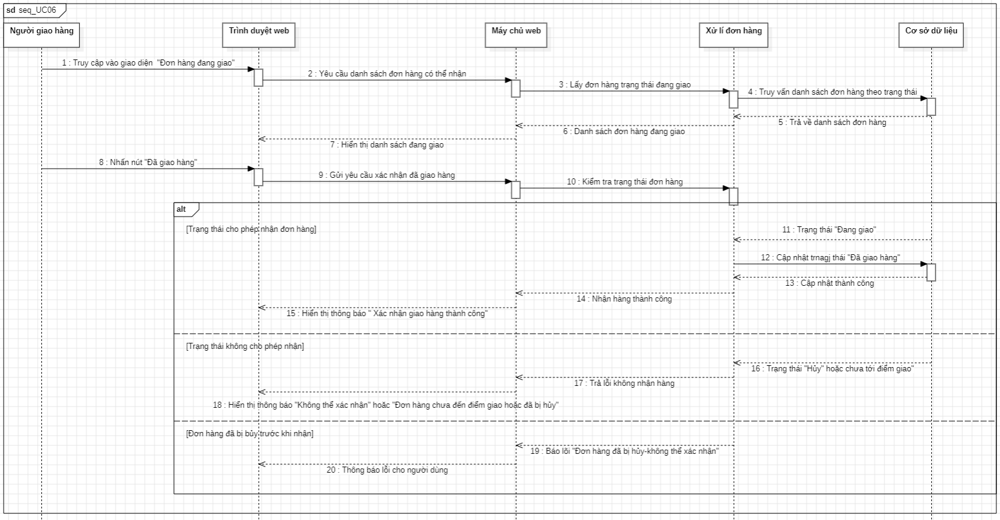 sd seq_UC06
Người giao hàng
Trình duyệt web
Máy chủ web
Xử lí đơn hàng
Cơ sở dữ liệu
1 : Truy cập vào giao diện "Đơn hàng đang giao"
2 : Yêu cầu danh sách đơn hàng có thể nhận
3 : Lấy đơn hàng trạng thái đang giao
4 : Truy vấn danh sách đơn hàng theo trạng thái
5 : Trả về danh sách đơn hàng
6 : Danh sách đơn hàng đang giao
7 : Hiển thị danh sách đang giao
8 : Nhấn nút "Đã giao hàng"
9 : Gửi yêu cầu xác nhận đã giao hàng
10 : Kiểm tra trạng thái đơn hàng
alt
[Trạng thái cho phép nhận đơn hàng]
11 : Trạng thái "Đang giao"
12 : Cập nhật trnagj thái "Đã giao hàng"
13 : Cập nhật thành công
14 : Nhận hàng thành công
15 : Hiển thị thông báo " Xác nhận giao hàng thành công"
[Trạng thái không cho phép nhận]
16 : Trạng thái "Hủy" hoặc chưa tới điểm giao"
17 : Trả lỗi không nhận hàng
18 : Hiển thị thông báo "Không thể xác nhận" hoăc "Đơn hàng chưa đến điểm giao hoặc đã bị hủy"
[Đơn hàng đã bị bủy trước khi nhận]
19 : Báo lõi "Đơn hàng đã bị hủy-không thể xác nhận"
20 : Thông báo lỗi cho người dùng